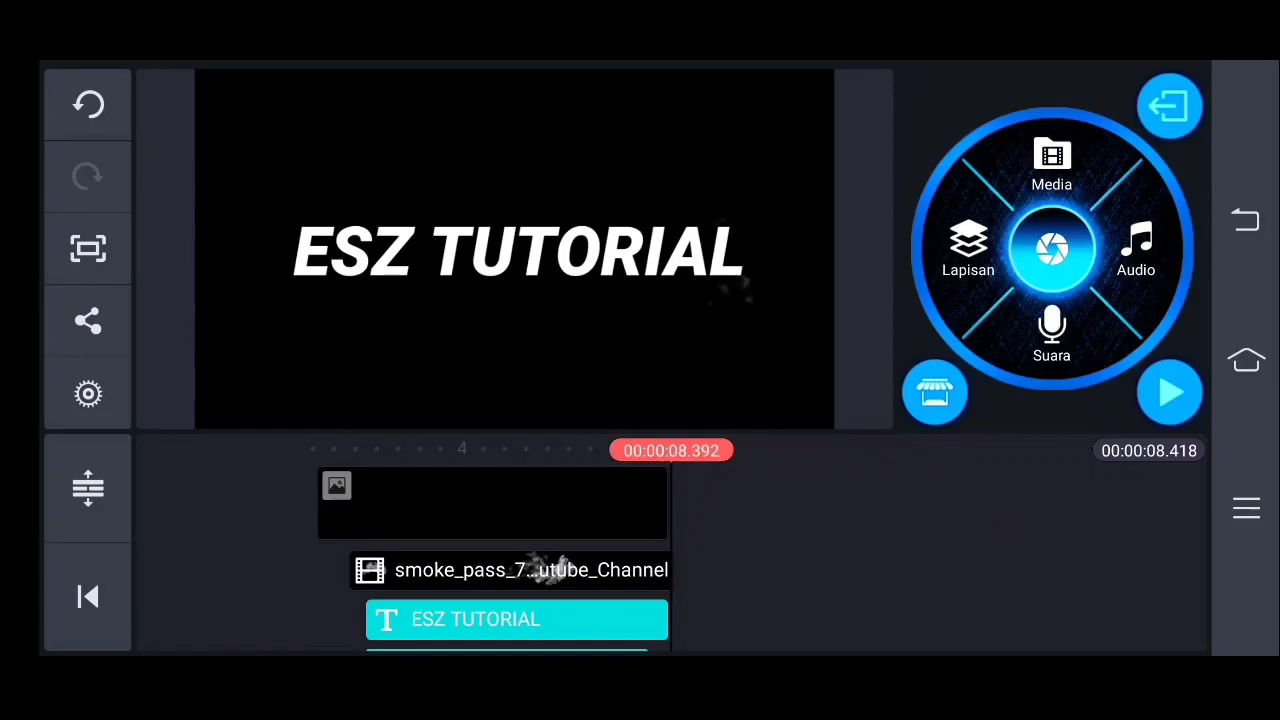 ESZ TUTORIAL
Media
Lapisan
Audio
Suara
4
00:00:08.392
00:00:08.418
smoke_pass_7...utube_Channel
T ESZ TUTORIAL